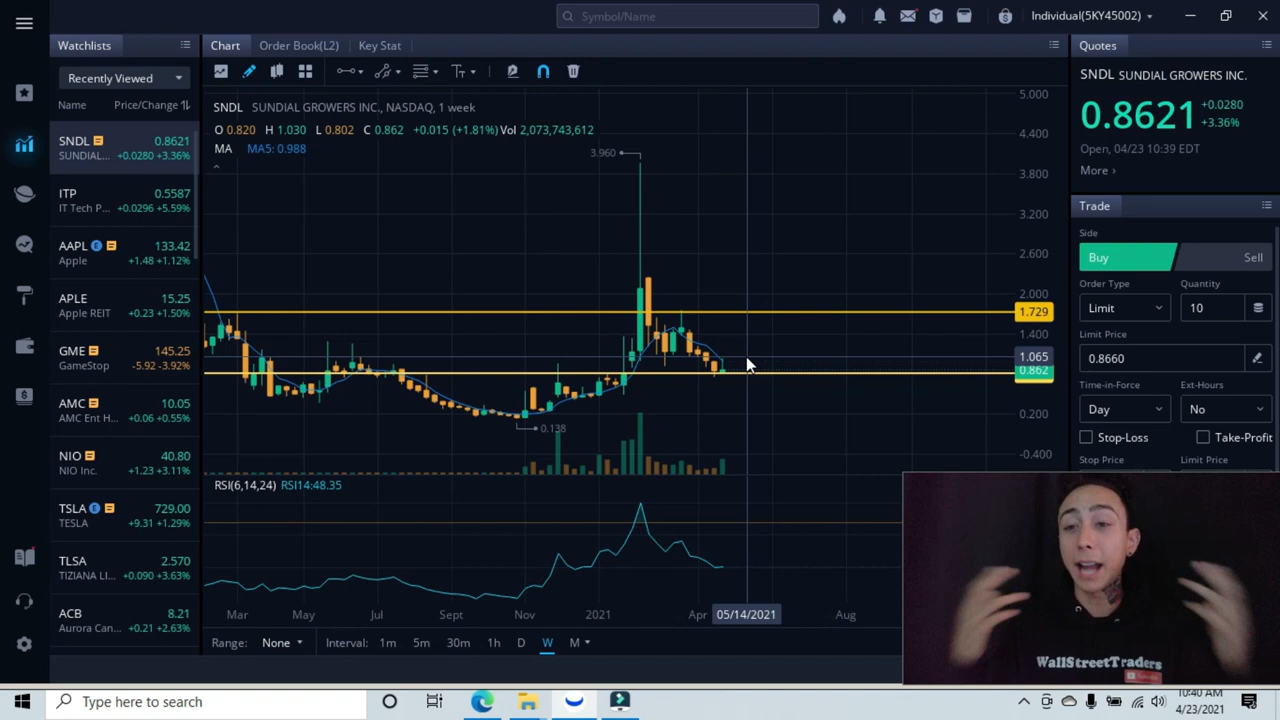 Symbol/Name
Individual(5KY45002)
Watchlists
Recently Viewed
Name Price/Change
SNDL 0.8621
SUNDIAL... +0.0280 +3.36%
ITP 0.5587
IT Tech P... +0.0296 +5.59%
AAPL E 133.42
Apple +1.48 +1.12%
APLE 15.25
Apple REIT +0.23 +1.50%
GME 145.25
GameStop -5.92 -3.92%
AMC 10.05
AMC Ent H... +0.06 +0.55%
NIO 40.80
NIO Inc. +1.23 +3.11%
TSLA E 729.00
TESLA +9.31 +1.29%
TLSA 2.570
TIZIANA LI... +0.090 +3.63%
ACB 8.21
Aurora Can... +0.21 +2.63%
Chart Order Book(L2) Key Stat
SNDL SUNDIAL GROWERS INC., NASDAQ, 1 week
O 0.820 H 1.030 L 0.802 C 0.862 +0.015 (+1.81%) Vol 2,073,743,612
MA MA5: 0.988
3.960
0.138
5.000
4.400
3.800
3.200
2.600
2.000
1.729
1.400
1.065
0.862
0.200
-0.400
RSI(6,14,24) RSI14:48.35
Mar May Jul Sept Nov 2021 Apr 05/14/2021 Aug
Range: None Interval: 1m 5m 30m 1h D W M
Quotes
SNDL SUNDIAL GROWERS INC.
0.8621 +0.0280
+3.36%
Open, 04/23 10:39 EDT
More
Trade
Side
Buy Sell
Order Type Quantity
Limit 10
Limit Price
0.8660
Time-in-Force Ext-Hours
Day No
Stop-Loss Take-Profit
Stop Price Limit Price
WallStreetTraders
Type here to search
10:40 AM
4/23/2021